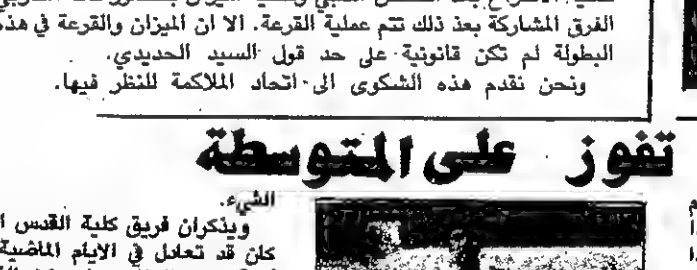 الفرق المشاركة بعذ ذلك تتم عملية القرعة. الا ان الميزان والقرعة في هذه
البطولة لم تكن قانونية على حد قول السيد الحديدي.
ونحن نقدم هذه الشكوى الى اتحاد الملاكمة للنظر فيها.
تفوز على المتوسطة
الشيء.
ويذكران فريق كلية القدس
كان قد تعادل في الايام الماضية